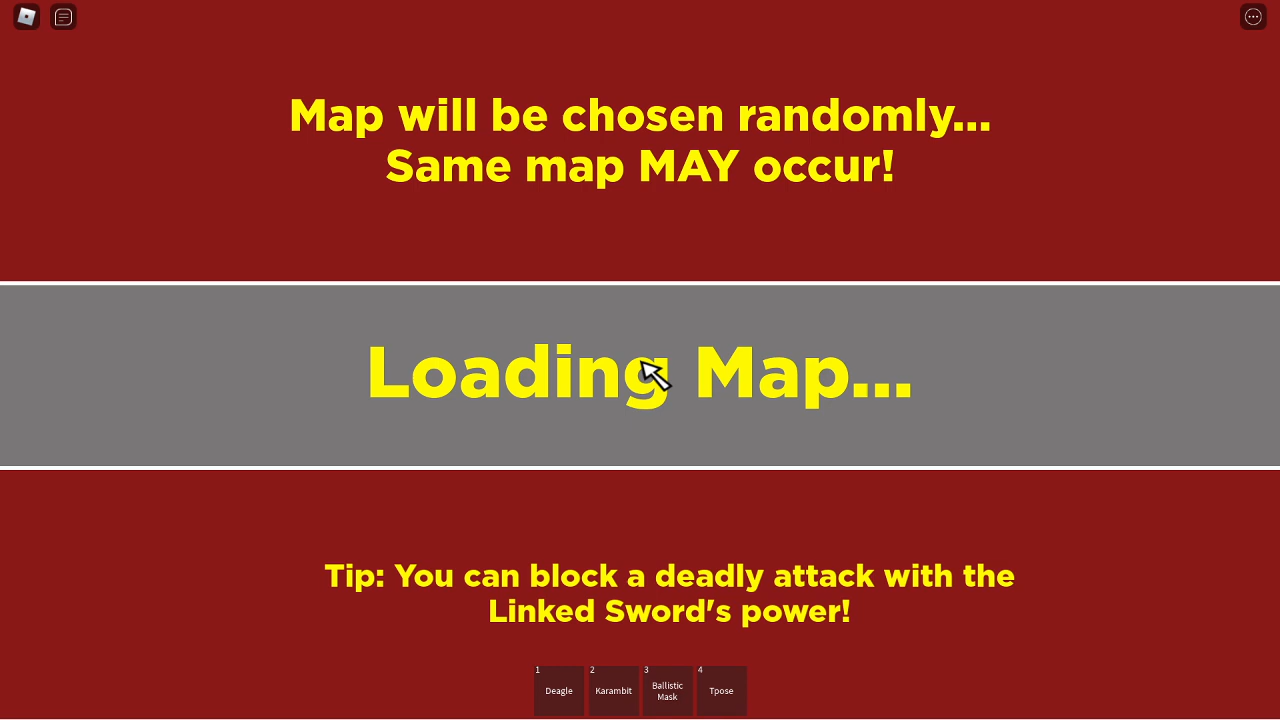 Map will be chosen randomly...
Same map MAY occur!
Loading Map...
Tip: You can block a deadly attack with the
Linked Sword's power!
1
Deagle
2
Karambit
3
Ballistic
Mask
4
Tpose